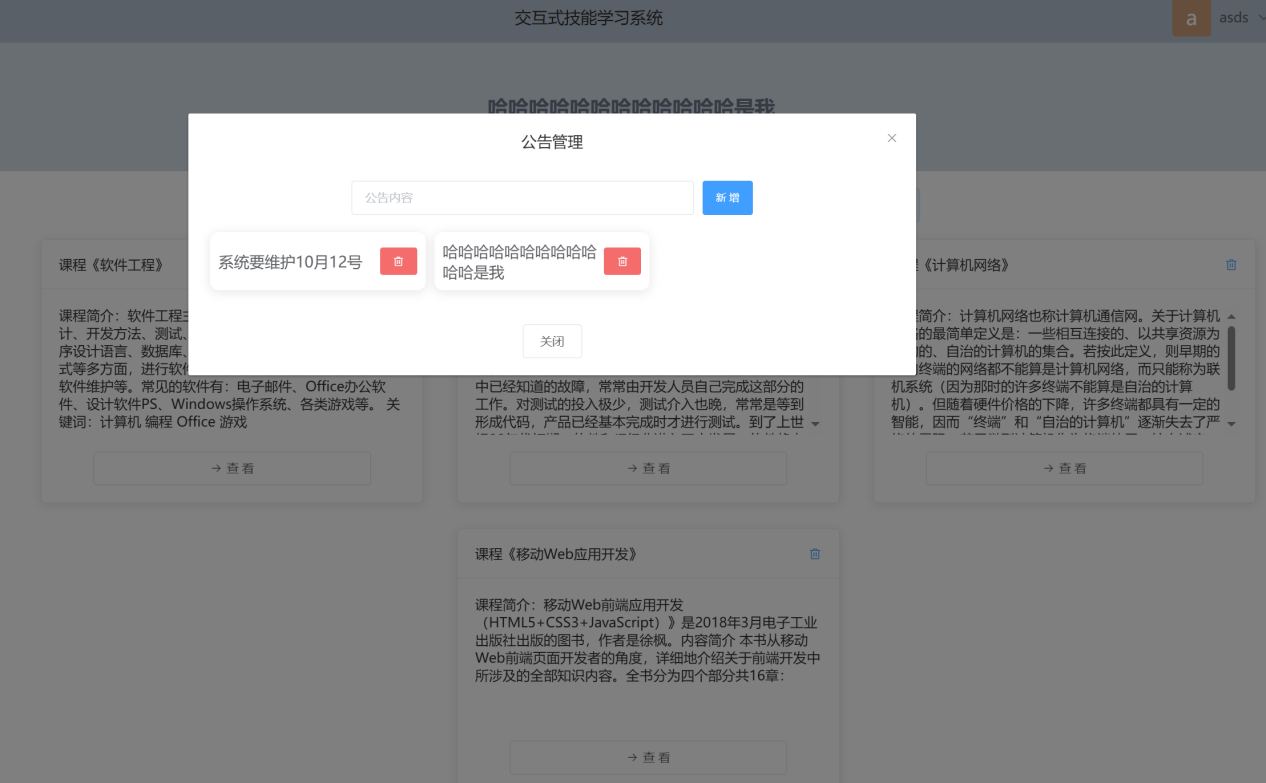 交互式技能学习系统
a
asds
哈哈哈哈哈哈哈哈哈哈哈哈是我
公告管理
公告内容
新增
系统要维护10月12号
哈哈哈哈哈哈哈哈哈哈
哈哈是我
关闭
课程《软件工程》
课程简介：软件工程
计、开发方法、测试、
序设计语言、数据库、
式等多方面，进行软件
软件维护等。常见的软件有：电子邮件、Office办公软
件、设计软件PS、Windows操作系统、各类游戏等。 关
键词：计算机 编程 Office 游戏
查看
中已经知道的故障，常常由开发人员自己完成这部分的
工作。对测试的投入极少，测试介入也晚，常常是等到
形成代码，产品已经基本完成时才进行测试。到了上世
查看
《计算机网络》
简介：计算机网络也称计算机通信网。关于计算机
的最简单定义是：一些相互连接的、以共享资源为
的、自治的计算机的集合。若按此定义，则早期的
终端的网络都不能算是计算机网络，而只能称为联
机系统（因为那时的许多终端不能算是自治的计算
机）。但随着硬件价格的下降，许多终端都具有一定的
智能，因而“终端”和“自治的计算机”逐渐失去了严
查看
课程《移动Web应用开发》
课程简介：移动Web前端应用开发
（HTML5+CSS3+JavaScript）》是2018年3月电子工业
出版社出版的图书，作者是徐枫。内容简介 本书从移动
Web前端页面开发者的角度，详细地介绍关于前端开发中
所涉及的全部知识内容。全书分为四个部分共16章：
查看